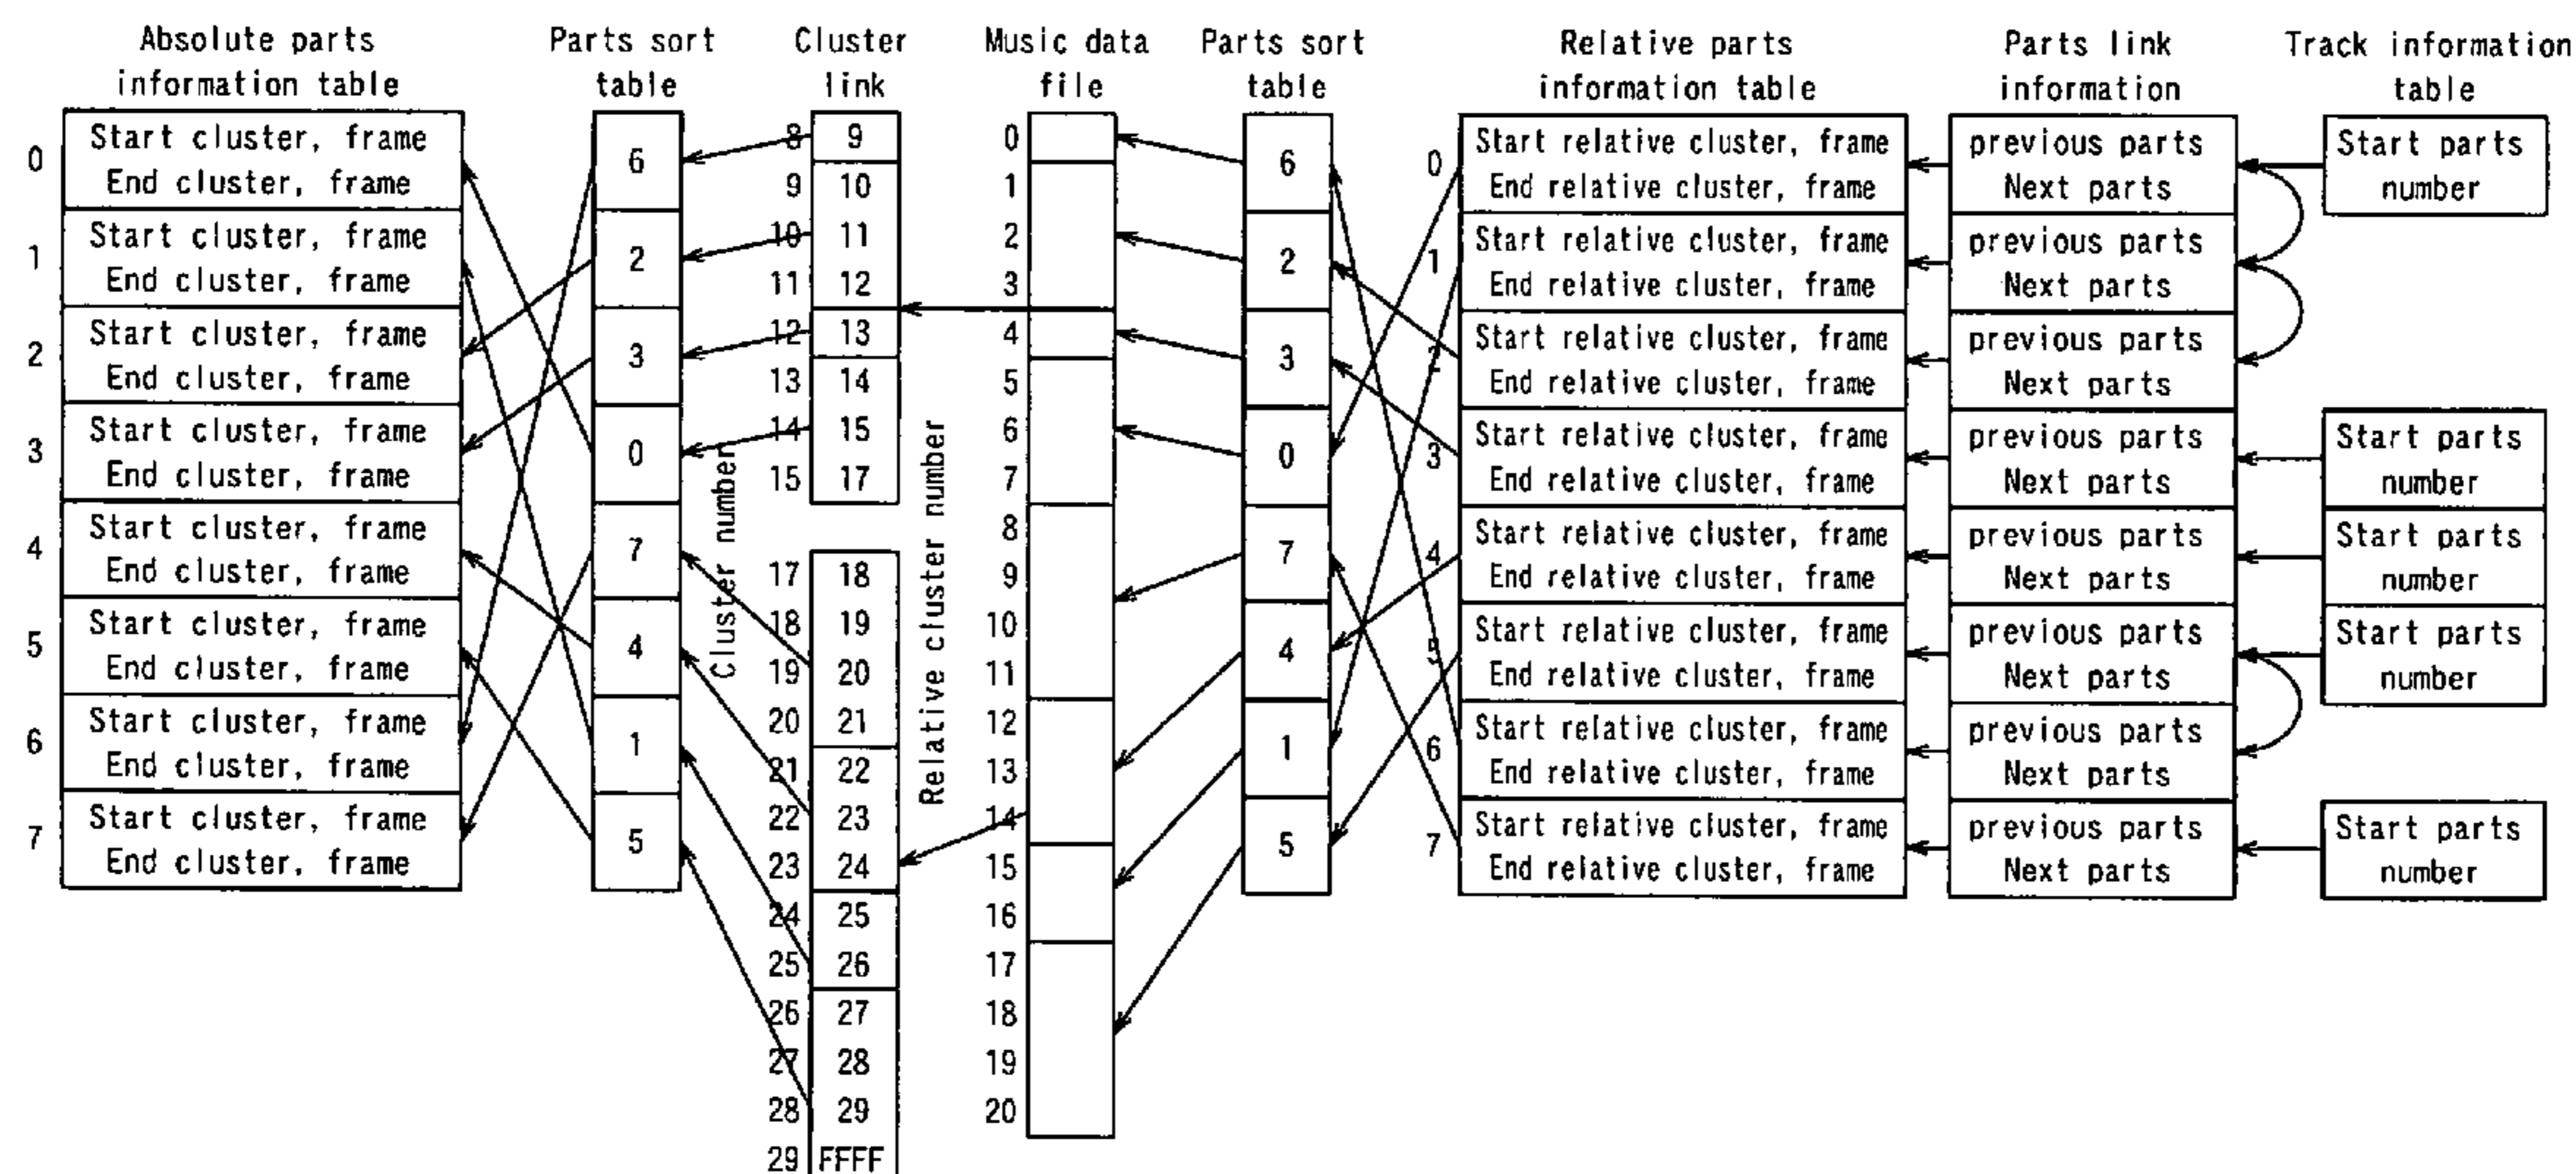 Absolute parts
information table
Parts sort
table
Cluster
link
Music data
file
Parts sort
table
Relative parts
information table
Parts link
information
Track information
table
0
Start cluster, frame
End cluster, frame
1
Start cluster, frame
End cluster, frame
2
Start cluster, frame
End cluster, frame
3
Start cluster, frame
End cluster, frame
4
Start cluster, frame
End cluster, frame
5
Start cluster, frame
End cluster, frame
6
Start cluster, frame
End cluster, frame
7
Start cluster, frame
End cluster, frame
6
2
3
0
7
4
1
5
Cluster number
8 9
9 10
10 11
11 12
12 13
13 14
14 15
15 17
17 18
18 19
19 20
20 21
21 22
22 23
23 24
24 25
25 26
26 27
27 28
28 29
29 FFFF
Relative cluster number
0
1
2
3
4
5
6
7
8
9
10
11
12
13
14
15
16
17
18
19
20
6
2
3
0
7
4
1
5
0
Start relative cluster, frame
End relative cluster, frame
1
Start relative cluster, frame
End relative cluster, frame
2
Start relative cluster, frame
End relative cluster, frame
3
Start relative cluster, frame
End relative cluster, frame
4
Start relative cluster, frame
End relative cluster, frame
5
Start relative cluster, frame
End relative cluster, frame
6
Start relative cluster, frame
End relative cluster, frame
7
Start relative cluster, frame
End relative cluster, frame
previous parts
Next parts
previous parts
Next parts
previous parts
Next parts
previous parts
Next parts
previous parts
Next parts
previous parts
Next parts
previous parts
Next parts
previous parts
Next parts
Start parts
number
Start parts
number
Start parts
number
Start parts
number
Start parts
number